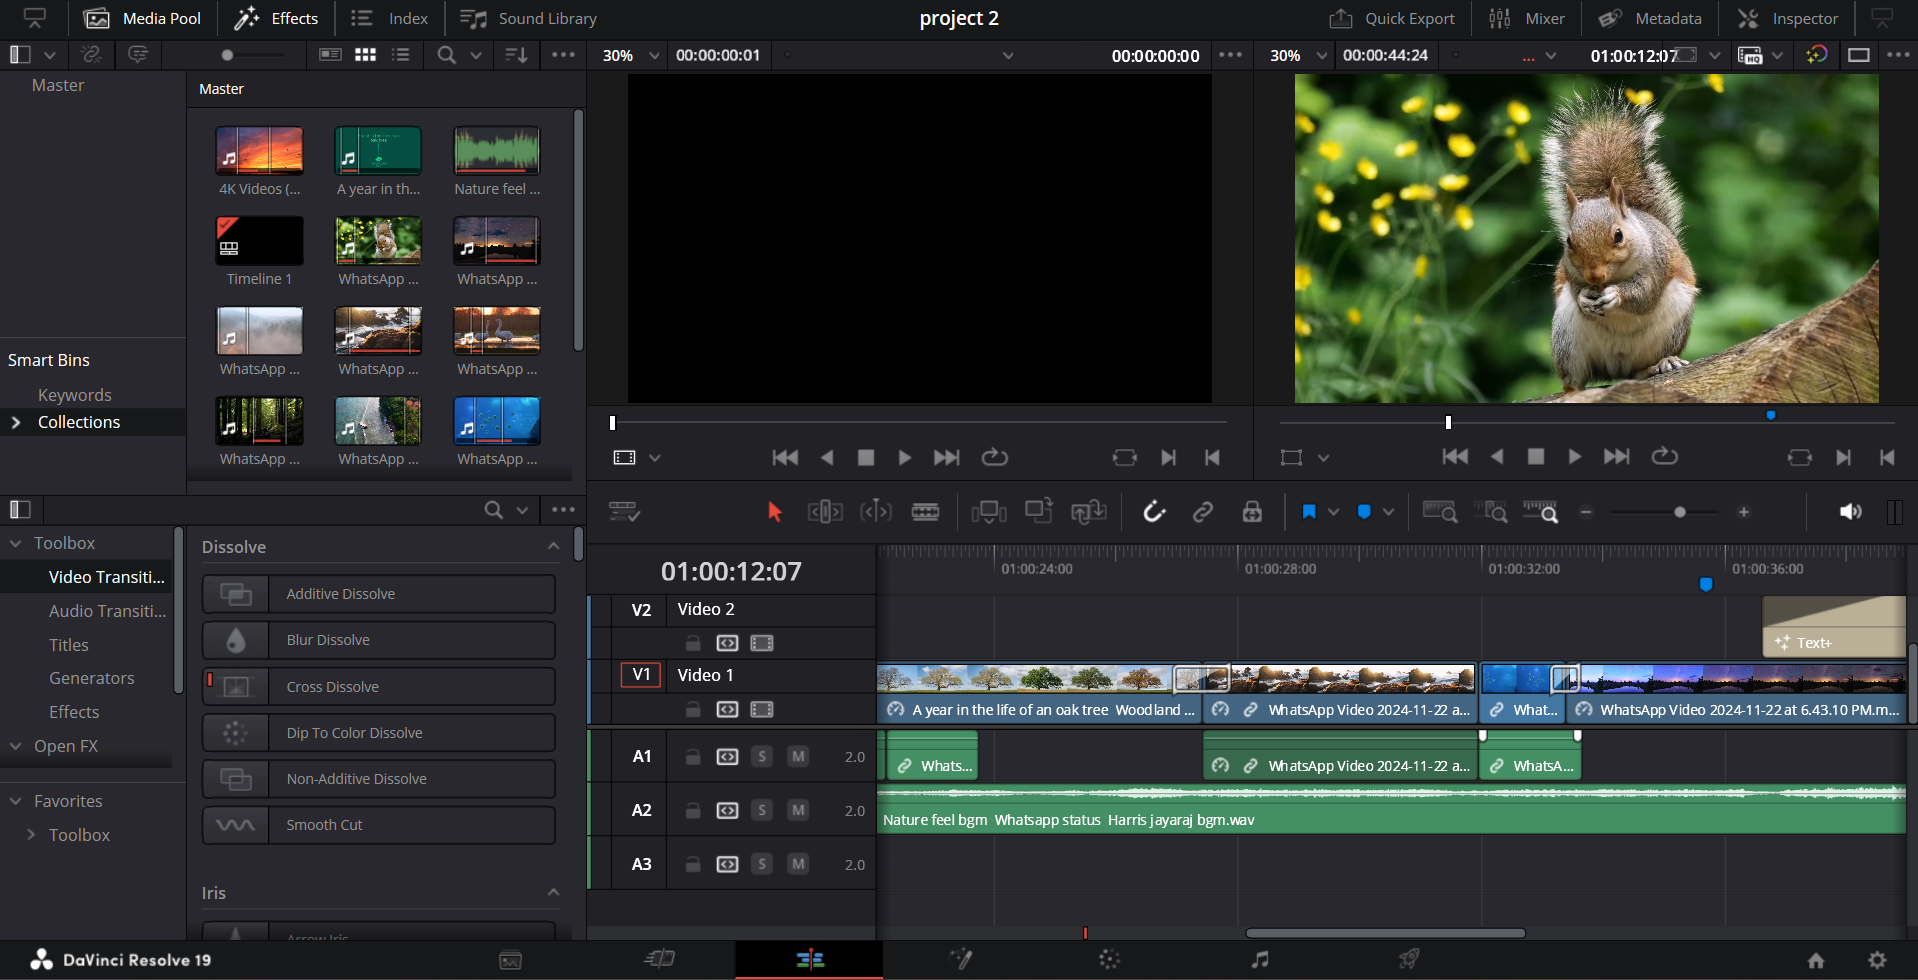 Media Pool
Effects
Index
Sound Library
project 2
Quick Export
Mixer
Metadata
Inspector
30%
00:00:00:01
00:00:00:00
30%
00:00:44:24
...
01:00:12:07
HQ
Master
Master
4K Videos (...
A year in th...
Nature feel ...
Timeline 1
WhatsApp ...
WhatsApp ...
WhatsApp ...
WhatsApp ...
WhatsApp ...
WhatsApp ...
WhatsApp ...
WhatsApp ...
Smart Bins
Keywords
Collections
Toolbox
Video Transiti...
Audio Transiti...
Titles
Generators
Effects
Open FX
Favorites
Toolbox
Dissolve
Additive Dissolve
Blur Dissolve
Cross Dissolve
Dip To Color Dissolve
Non-Additive Dissolve
Smooth Cut
Iris
Arrow Iris
01:00:12:07
01:00:24:00
01:00:28:00
01:00:32:00
01:00:36:00
V2 Video 2
Text+
V1 Video 1
A year in the life of an oak tree Woodland ...
WhatsApp Video 2024-11-22 a...
What...
WhatsApp Video 2024-11-22 at 6.43.10 PM.m...
A1 S M 2.0
Whats...
WhatsApp Video 2024-11-22 a...
WhatsA...
A2 S M 2.0
Nature feel bgm Whatsapp status Harris jayaraj bgm.wav
A3 S M 2.0
DaVinci Resolve 19